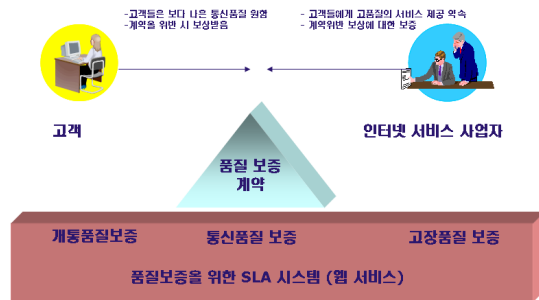 -고객들은 보다 나은 통신품질 원함
-계약을 위반 시 보상받음
- 고객들에게 고품질의 서비스 제공 약속
- 계약위반 보상에 대한 보증
고객
인터넷 서비스 사업자
품질 보증
계약
개통품질보증
통신품질 보증
고장품질 보증
품질보증을 위한 SLA 시스템 (웹 서비스)